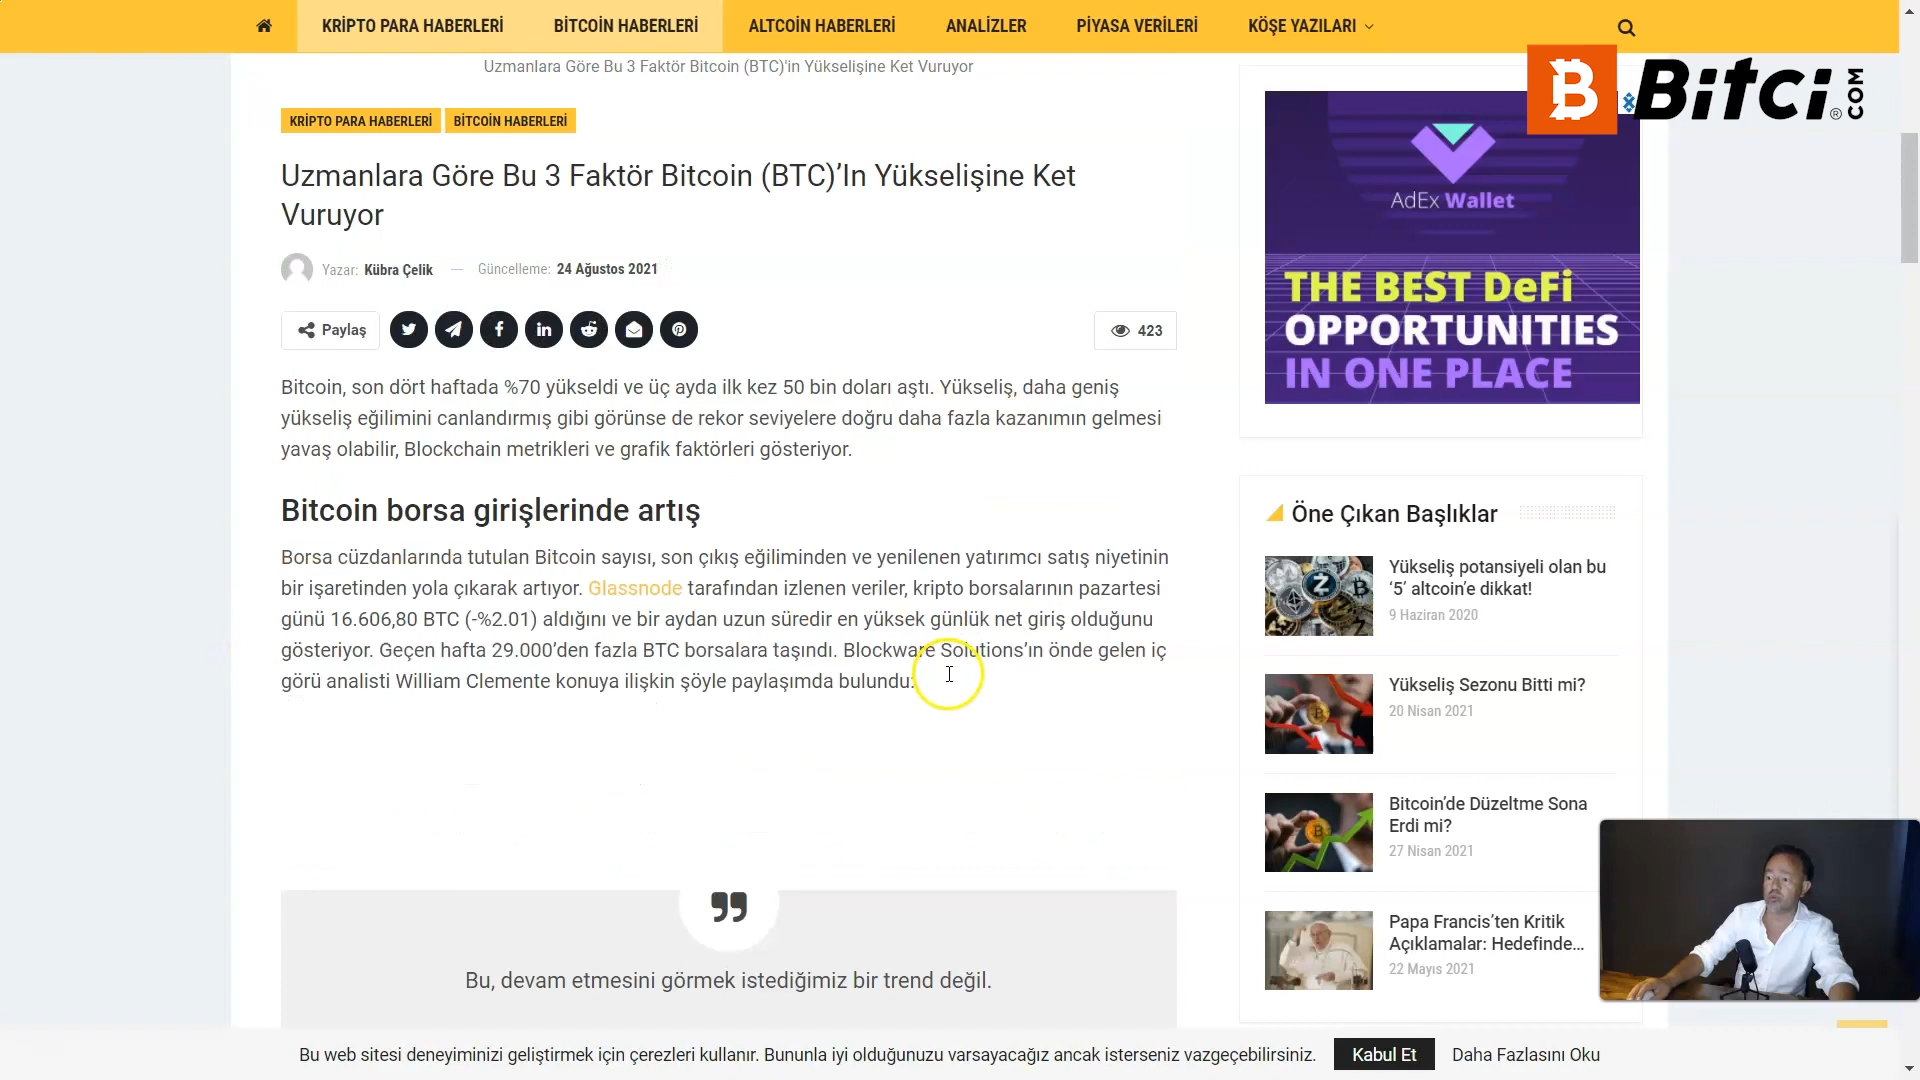 KRİPTO PARA HABERLERİ BİTCOİN HABERLERİ ALTCOİN HABERLERİ ANALİZLER PİYASA VERİLERİ KÖŞE YAZILARI
Uzmanlara Göre Bu 3 Faktör Bitcoin (BTC)'in Yükselişine Ket Vuruyor
Bitci® .COM
KRİPTO PARA HABERLERİ BİTCOİN HABERLERİ
Uzmanlara Göre Bu 3 Faktör Bitcoin (BTC)’In Yükselişine Ket
Vuruyor
Yazar: Kübra Çelik — Güncelleme: 24 Ağustos 2021
Paylaş
423
Bitcoin, son dört haftada %70 yükseldi ve üç ayda ilk kez 50 bin doları aştı. Yükseliş, daha geniş
yükseliş eğilimini canlandırmış gibi görünse de rekor seviyelere doğru daha fazla kazanımın gelmesi
yavaş olabilir, Blockchain metrikleri ve grafik faktörleri gösteriyor.
Bitcoin borsa girişlerinde artış
Borsa cüzdanlarında tutulan Bitcoin sayısı, son çıkış eğiliminden ve yenilenen yatırımcı satış niyetinin
bir işaretinden yola çıkarak artıyor. Glassnode tarafından izlenen veriler, kripto borsalarının pazartesi
günü 16.606,80 BTC (-%2.01) aldığını ve bir aydan uzun süredir en yüksek günlük net giriş olduğunu
gösteriyor. Geçen hafta 29.000’den fazla BTC borsalara taşındı. Blockware Solutions’ın önde gelen iç
görü analisti William Clemente konuya ilişkin şöyle paylaşımda bulundu:
Bu, devam etmesini görmek istediğimiz bir trend değil.
AdEx Wallet
THE BEST DeFi
OPPORTUNITIES
IN ONE PLACE
Öne Çıkan Başlıklar
Yükseliş potansiyeli olan bu
‘5’ altcoin’e dikkat!
9 Haziran 2020
Yükseliş Sezonu Bitti mi?
20 Nisan 2021
Bitcoin’de Düzeltme Sona
Erdi mi?
27 Nisan 2021
Papa Francis’ten Kritik
Açıklamalar: Hedefinde...
22 Mayıs 2021
Bu web sitesi deneyiminizi geliştirmek için çerezleri kullanır. Bununla iyi olduğunuzu varsayacağız ancak isterseniz vazgeçebilirsiniz. Kabul Et Daha Fazlasını Oku